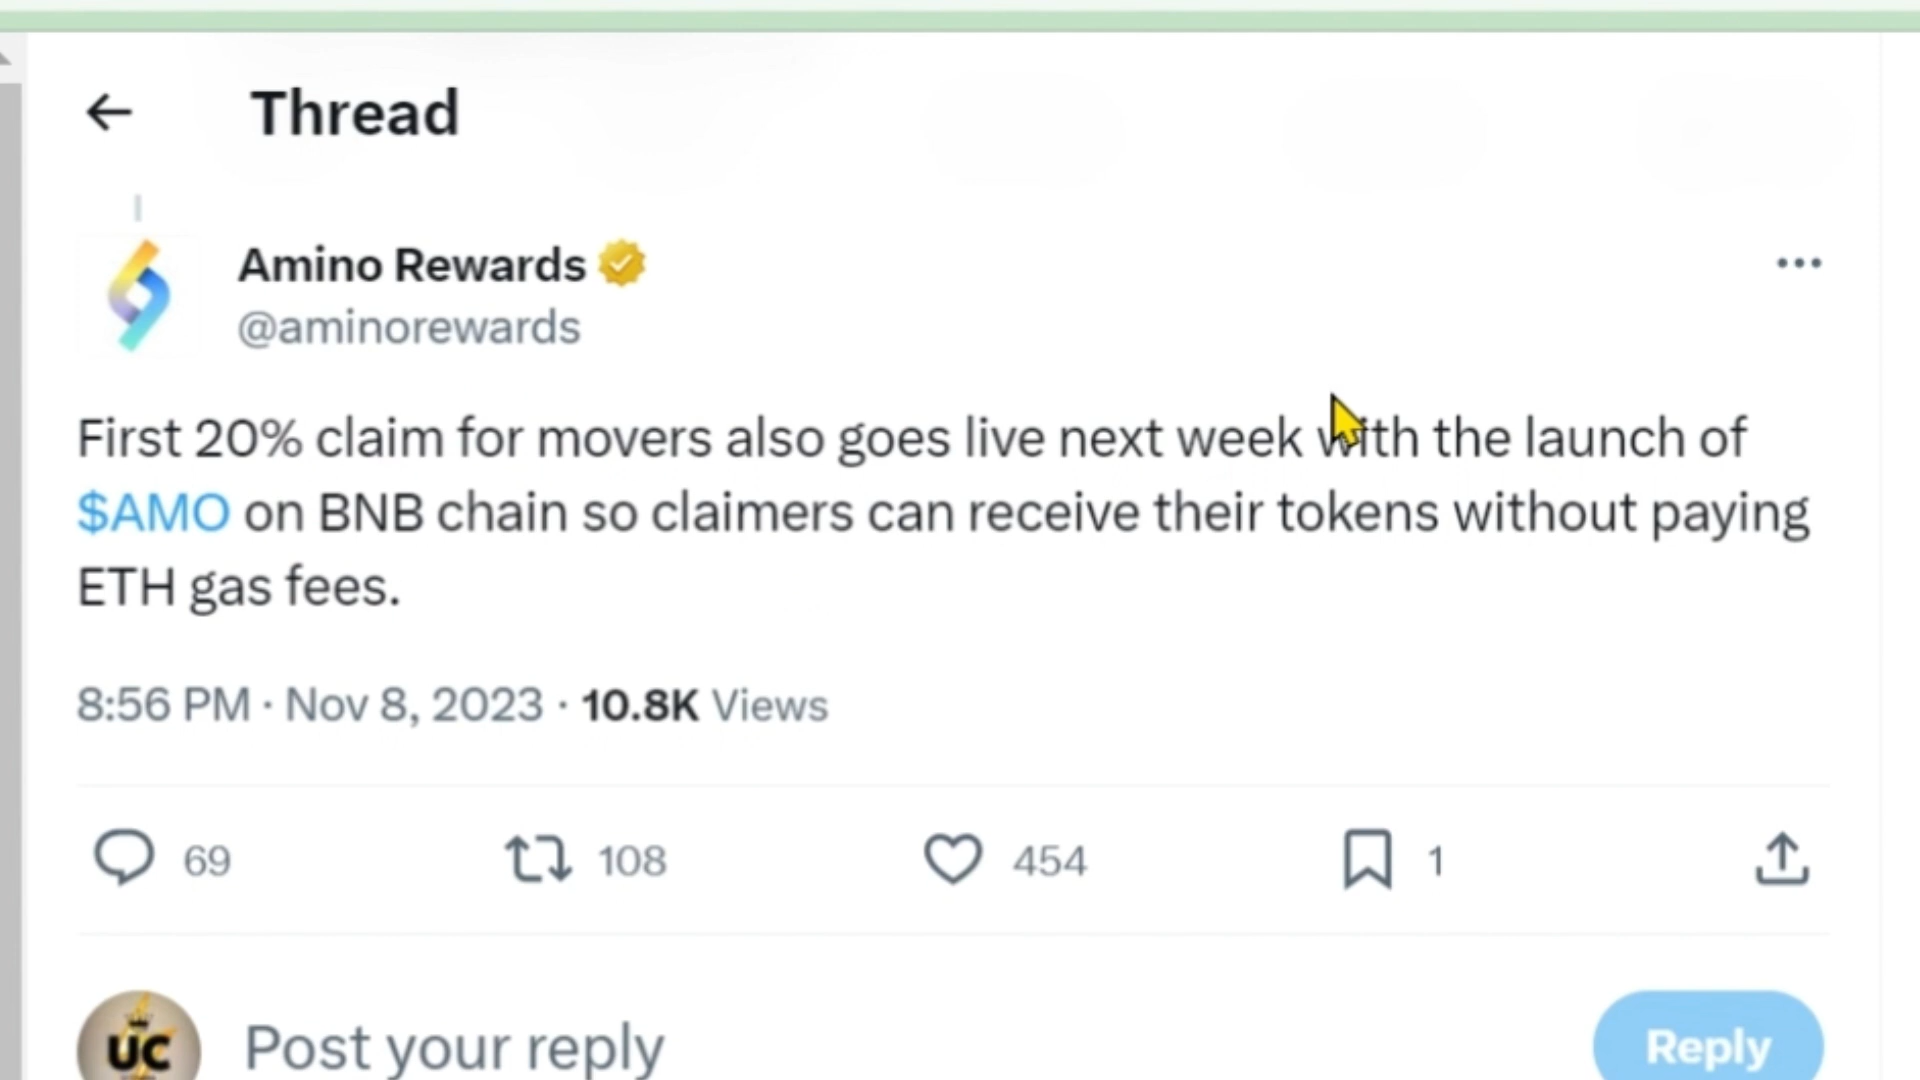 Thread
Amino Rewards
@aminorewards
First 20% claim for movers also goes live next week with the launch of
$AMO on BNB chain so claimers can receive their tokens without paying
ETH gas fees.
8:56 PM · Nov 8, 2023 · 10.8K Views
69 108 454 1
UC
Post your reply
Reply